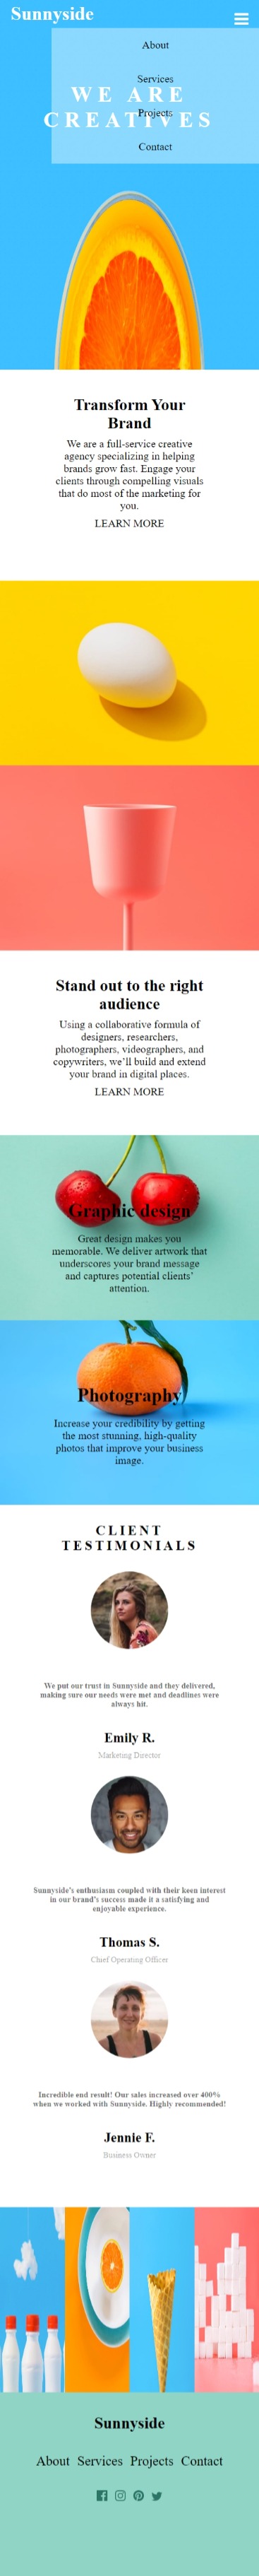 Sunnyside
About
Services
WE ARE
Projects
CREATIVES
Contact
Transform Your
Brand
We are a full-service creative
agency specializing in helping
brands grow fast. Engage your
clients through compelling visuals
that do most of the marketing for
you.
LEARN MORE
Stand out to the right
audience
Using a collaborative formula of
designers, researchers,
photographers, videographers, and
copywriters, we'll build and extend
your brand in digital places.
LEARN MORE
Graphic design
Great design makes you
memorable. We deliver artwork that
underscores your brand message
and captures potential clients'
attention.
Photography
Increase your credibility by getting
the most stunning, high-quality
photos that improve your business
image.
CLIENT
TESTIMONIALS
We put our trust in Sunnyside and they delivered,
making sure our needs were met and deadlines were
always hit.
Emily R.
Marketing Director
Sunnyside's enthusiasm coupled with their keen interest
in our brand's success made it a satisfying and
enjoyable experience.
Thomas S.
Chief Operating Officer
Incredible end result! Our sales increased over 400%
when we worked with Sunnyside. Highly recommended!
Jennie F.
Business Owner
Sunnyside
About Services Projects Contact